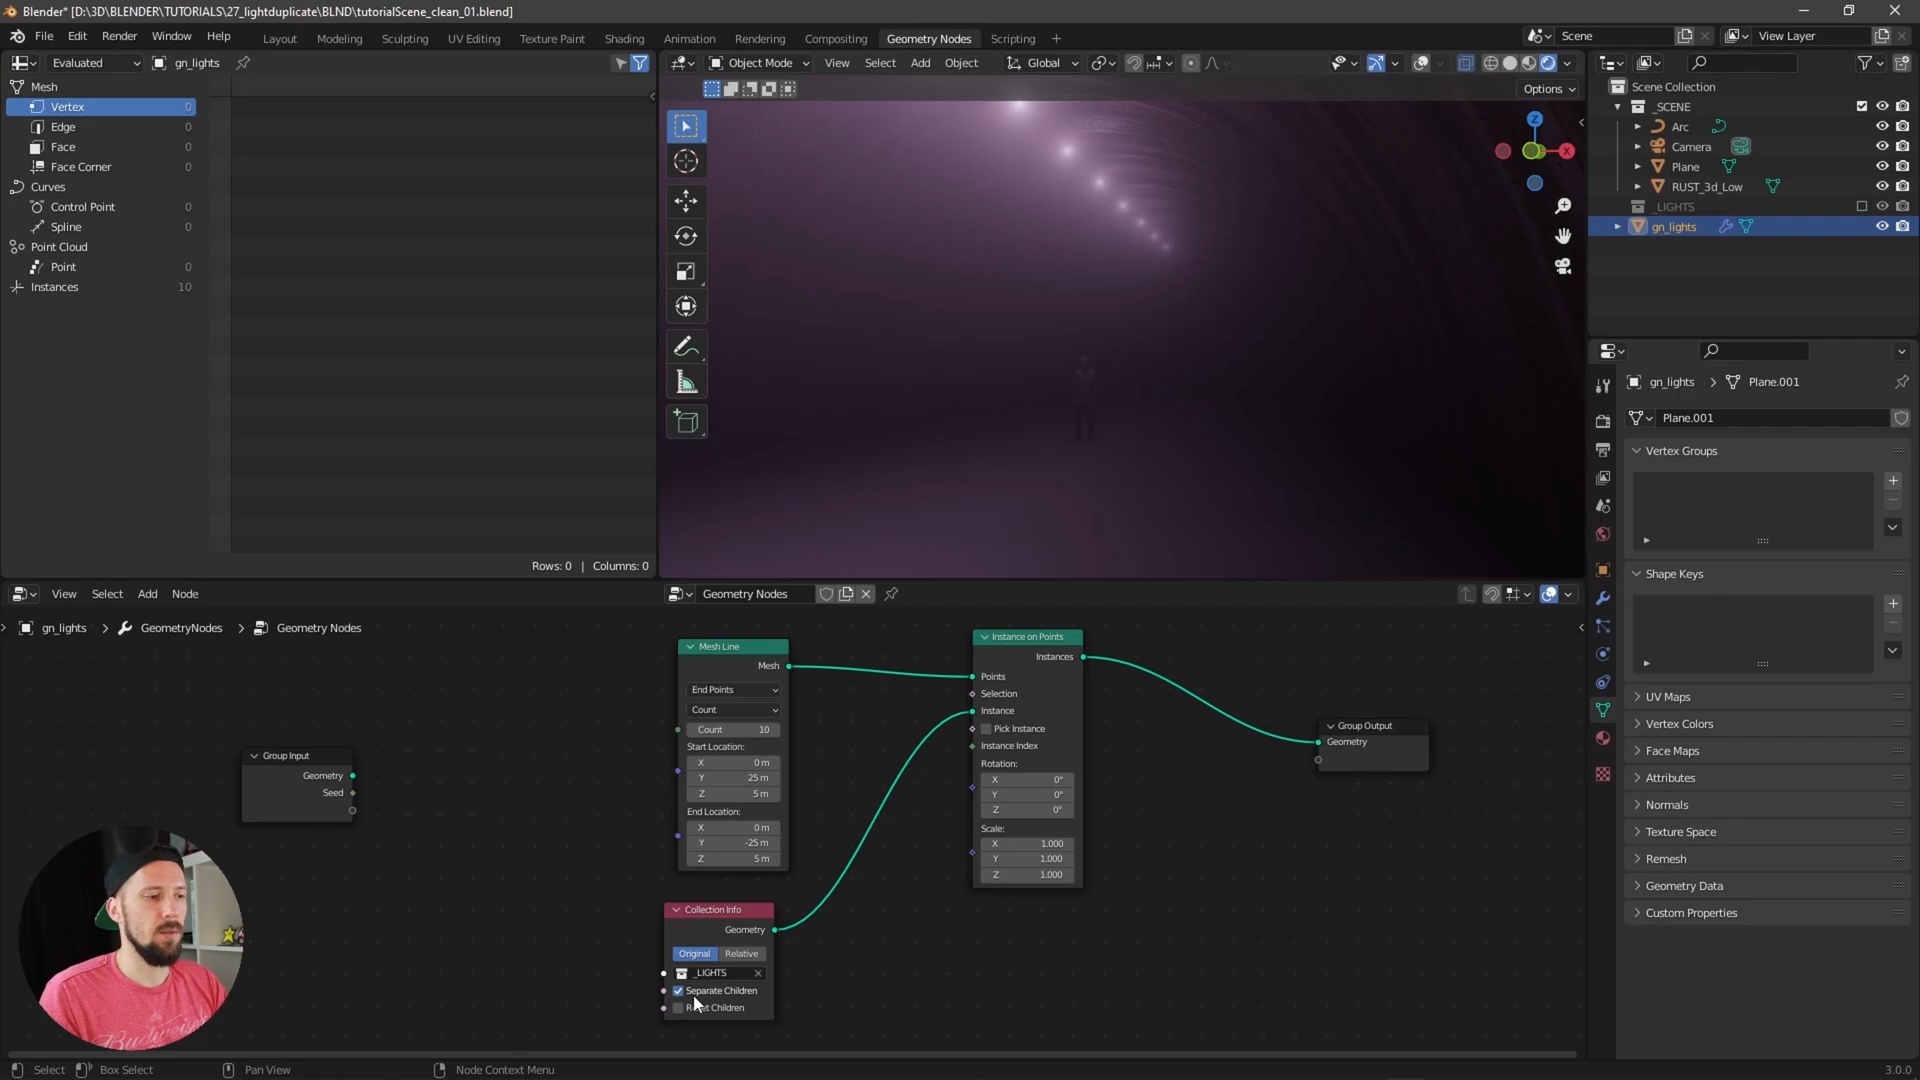 Blender* [D:\3D\BLENDER\TUTORIALS\27_lightduplicate\BLND\tutorialScene_clean_01.blend]
File Edit Render Window Help Layout Modeling Sculpting UV Editing Texture Paint Shading Animation Rendering Compositing Geometry Nodes Scripting + Scene View Layer
Evaluated gn_lights
Object Mode View Select Add Object Global
Options
Mesh
Vertex 0
Edge 0
Face 0
Face Corner 0
Curves
Control Point 0
Spline 0
Point Cloud
Point 0
Instances 10
Rows: 0 | Columns: 0
Z
X
Scene Collection
_SCENE
Arc
Camera
Plane
RUST_3d_Low
_LIGHTS
gn_lights
gn_lights > Plane.001
Plane.001
Vertex Groups
Shape Keys
UV Maps
Vertex Colors
Face Maps
Attributes
Normals
Texture Space
Remesh
Geometry Data
Custom Properties
View Select Add Node Geometry Nodes
gn_lights > GeometryNodes > Geometry Nodes
Group Input
Geometry
Seed
Mesh Line
Mesh
End Points
Count
Count 10
Start Location:
X 0 m
Y 25 m
Z 5 m
End Location:
X 0 m
Y -25 m
Z 5 m
Collection Info
Geometry
Original Relative
_LIGHTS
Separate Children
Children
Instance on Points
Instances
Points
Selection
Instance
Pick Instance
Instance Index
Rotation:
X 0°
Y 0°
Z 0°
Scale:
X 1.000
Y 1.000
Z 1.000
Group Output
Geometry
Budweiser
Select Box Select Pan View Node Context Menu 3.0.0